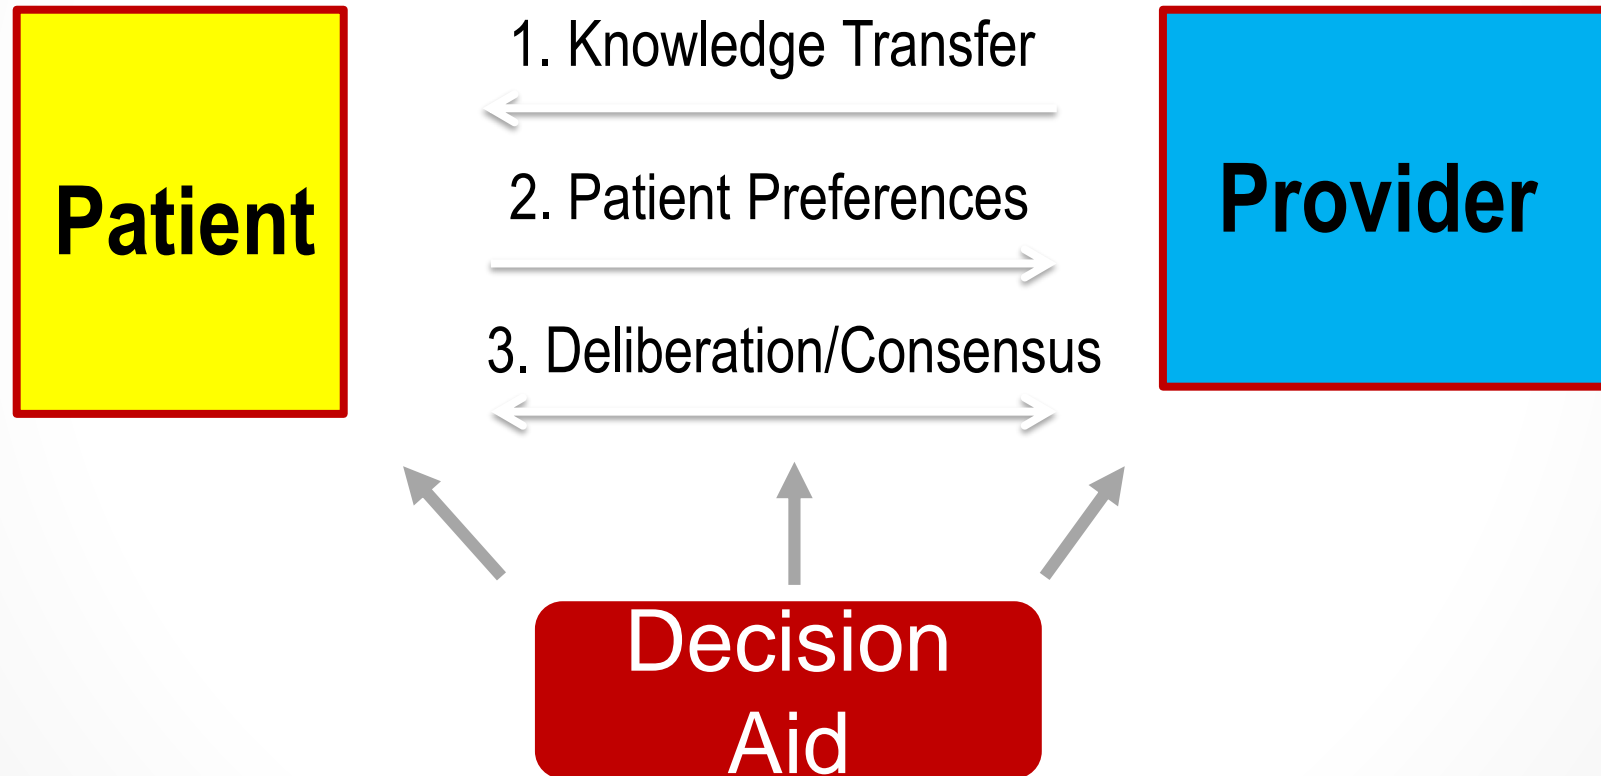 1. Knowledge Transfer
2. Patient Preferences
3. Deliberation/Consensus
Patient
Provider
Decision
Aid